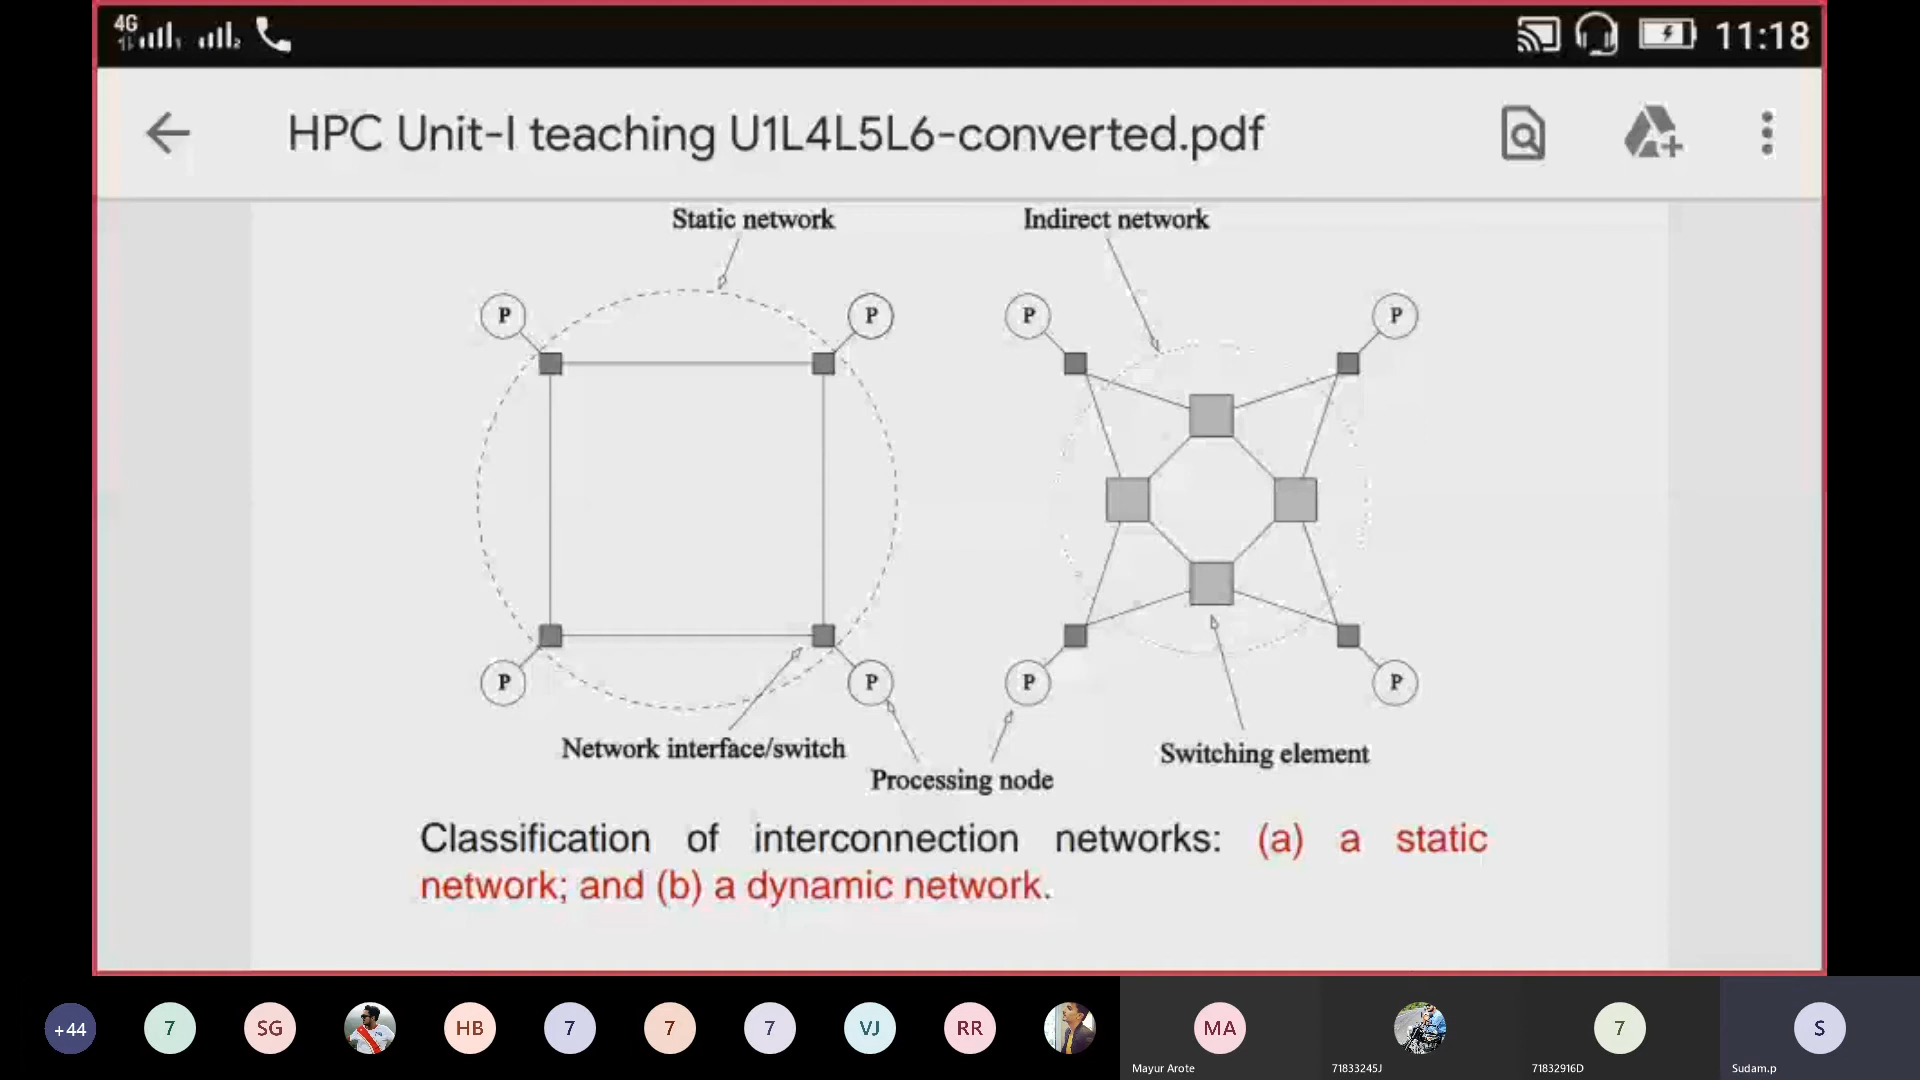 4G 1 2 11:18
HPC Unit-I teaching U1L4L5L6-converted.pdf
Static network Indirect network
P P P P
P P P P
Network interface/switch
Switching element
Processing node
Classification of interconnection networks: (a) a static
network; and (b) a dynamic network.
+44 7 SG HB 7 7 7 VJ RR MA 7 S
Mayur Arote 71833245J 71832916D Sudam.p